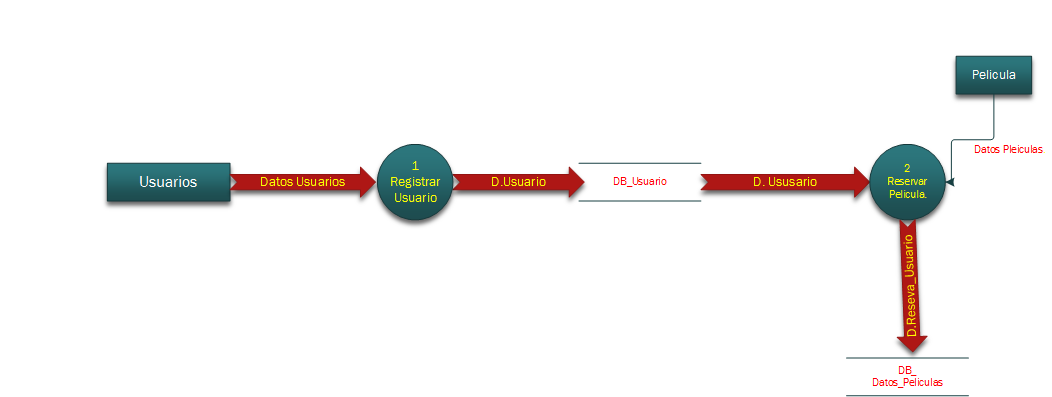 Pelicula
Datos Pleiculas
Usuarios
Datos Usuarios
1
Registrar
Usuario
D.Usuario
DB_Usuario
D. Ususario
2
Reservar
Pelicula.
D.Reseva_Usuario
DB_
Datos_Peliculas